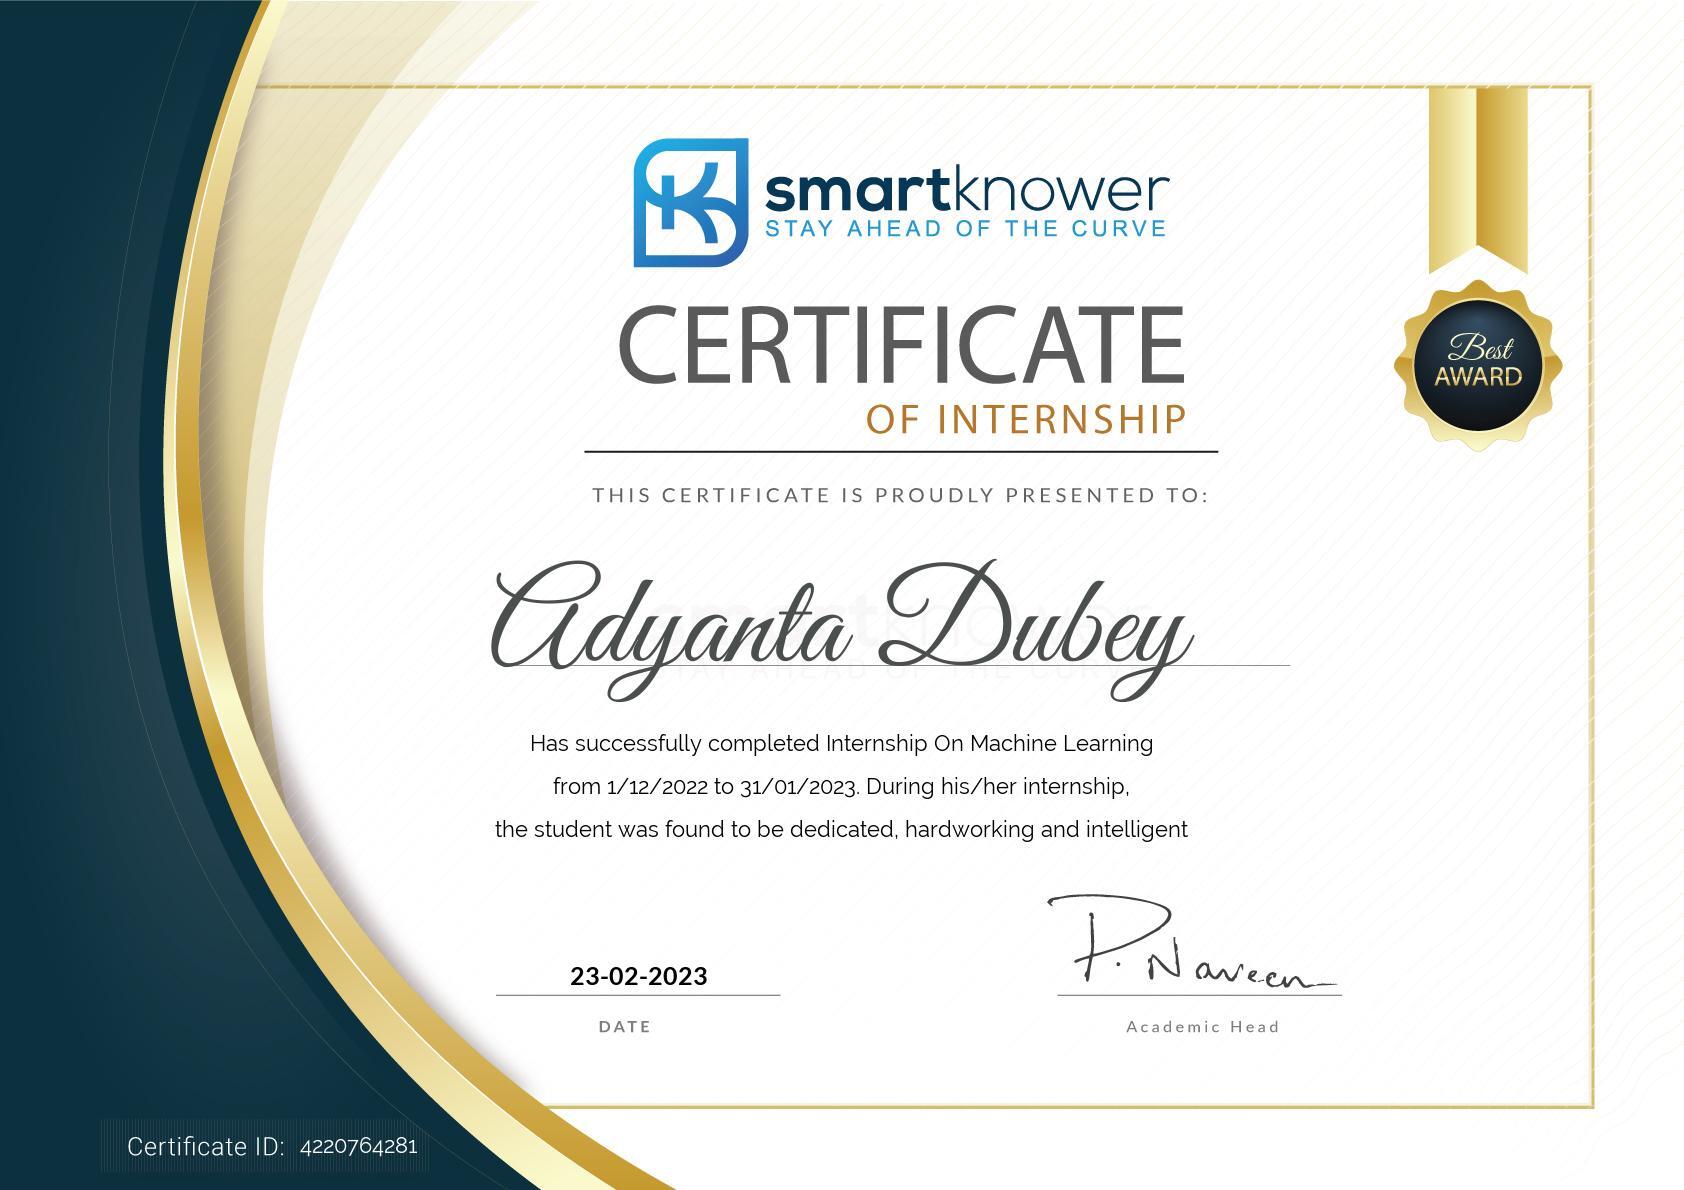 smartknower
STAY AHEAD OF THE CURVE
CERTIFICATE
OF INTERNSHIP
Best
AWARD
THIS CERTIFICATE IS PROUDLY PRESENTED TO:
Adyanta Dubey
Has successfully completed Internship On Machine Learning
from 1/12/2022 to 31/01/2023. During his/her internship,
the student was found to be dedicated, hardworking and intelligent
23-02-2023
P. Naveen
DATE
Academic Head
Certificate ID: 4220764281